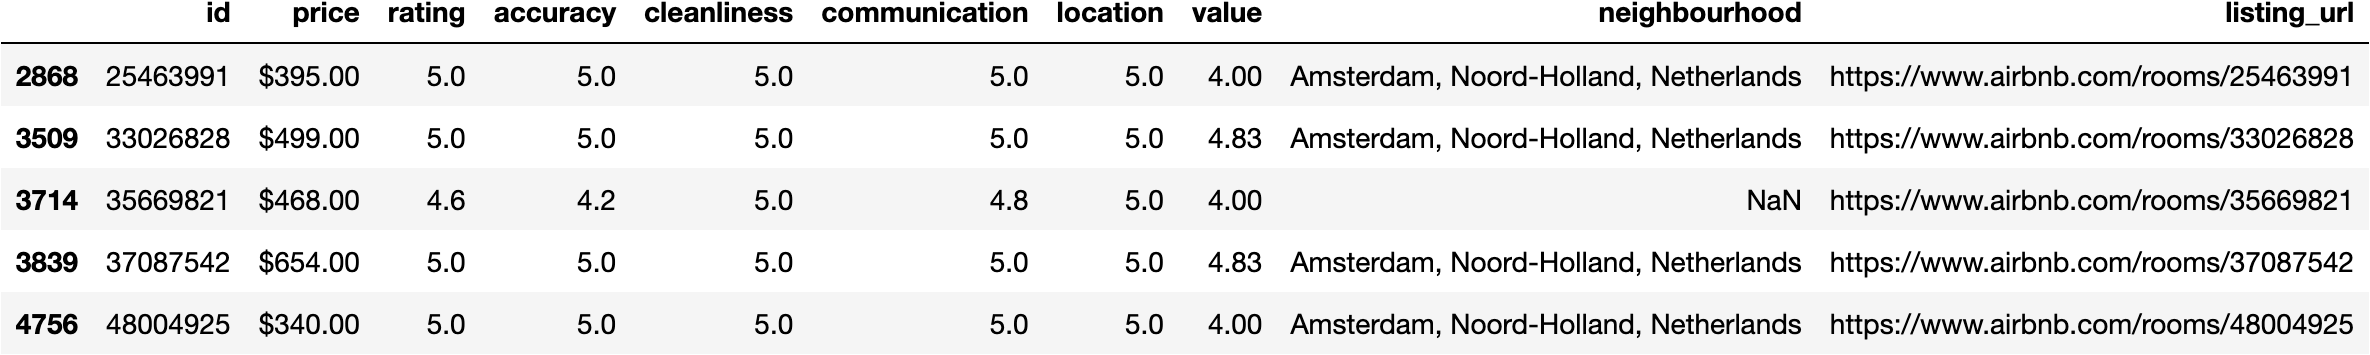 id price rating accuracy cleanliness communication location value neighbourhood listing_url
2868 25463991 $395.00 5.0 5.0 5.0 5.0 5.0 4.00 Amsterdam, Noord-Holland, Netherlands https://www.airbnb.com/rooms/25463991
3509 33026828 $499.00 5.0 5.0 5.0 5.0 5.0 4.83 Amsterdam, Noord-Holland, Netherlands https://www.airbnb.com/rooms/33026828
3714 35669821 $468.00 4.6 4.2 5.0 4.8 5.0 4.00 NaN https://www.airbnb.com/rooms/35669821
3839 37087542 $654.00 5.0 5.0 5.0 5.0 5.0 4.83 Amsterdam, Noord-Holland, Netherlands https://www.airbnb.com/rooms/37087542
4756 48004925 $340.00 5.0 5.0 5.0 5.0 5.0 4.00 Amsterdam, Noord-Holland, Netherlands https://www.airbnb.com/rooms/48004925